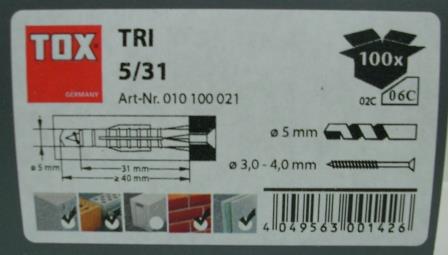 TOX
GERMANY
TRI
5/31
Art-Nr. 010 100 021
100x
02C
06C
ø 5 mm
31 mm
≥ 40 mm
ø 5 mm
ø 3,0 - 4,0 mm
4 049563 001426